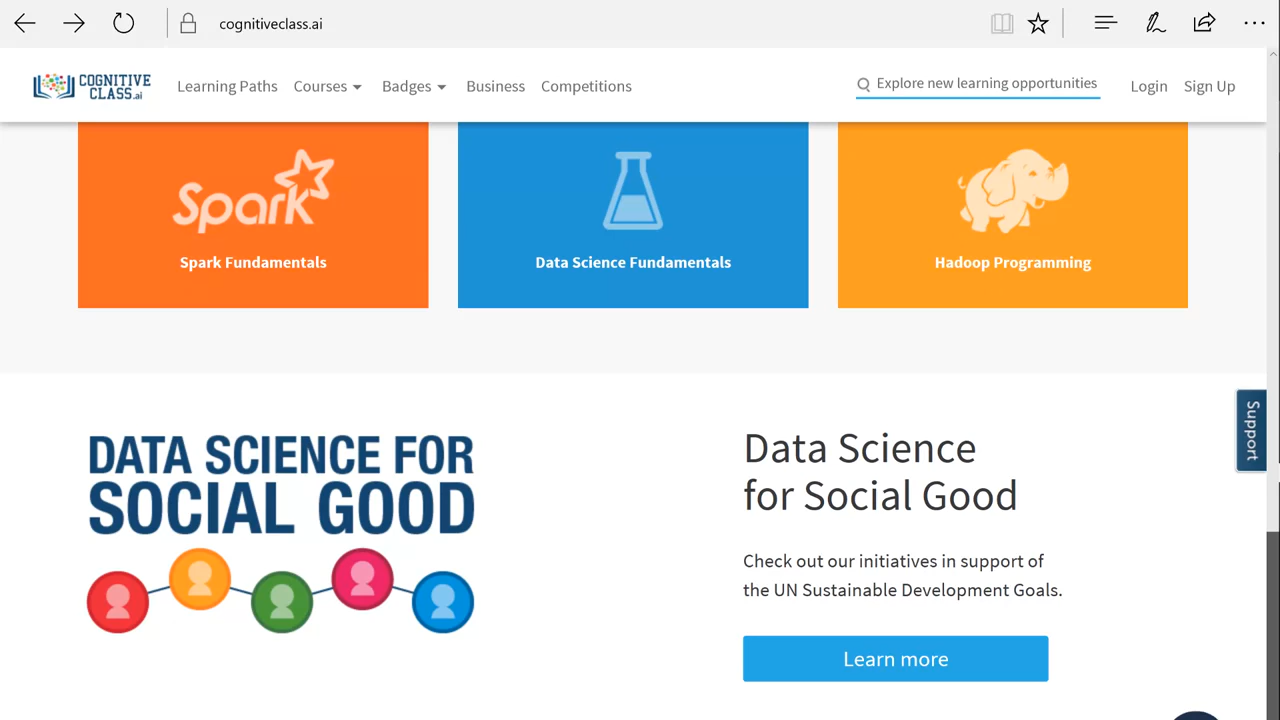 cognitiveclass.ai
COGNITIVE
CLASS.ai
Learning Paths Courses Badges Business Competitions Explore new learning opportunities Login Sign Up
Spark
Spark Fundamentals
Data Science Fundamentals
Hadoop Programming
Support
DATA SCIENCE FOR
SOCIAL GOOD
Data Science
for Social Good
Check out our initiatives in support of
the UN Sustainable Development Goals.
Learn more